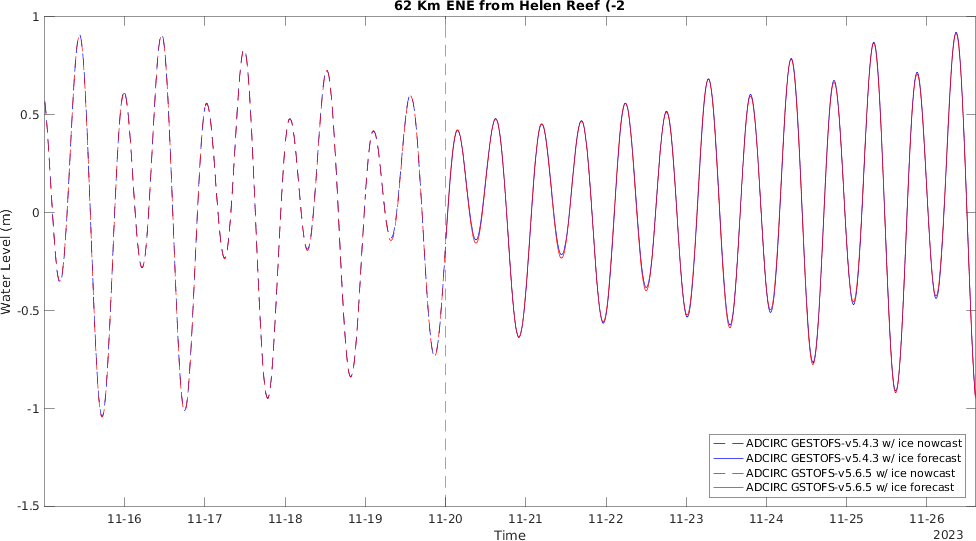 62 Km ENE from Helen Reef (-2
1
0.5
0
-0.5
-1
-1.5
Water Level (m)
ADCIRC GESTOFS-v5.4.3 w/ ice nowcast
ADCIRC GESTOFS-v5.4.3 w/ ice forecast
ADCIRC GSTOFS-v5.6.5 w/ ice nowcast
ADCIRC GSTOFS-v5.6.5 w/ ice forecast
11-16 11-17 11-18 11-19 11-20 11-21 11-22 11-23 11-24 11-25 11-26
Time
2023